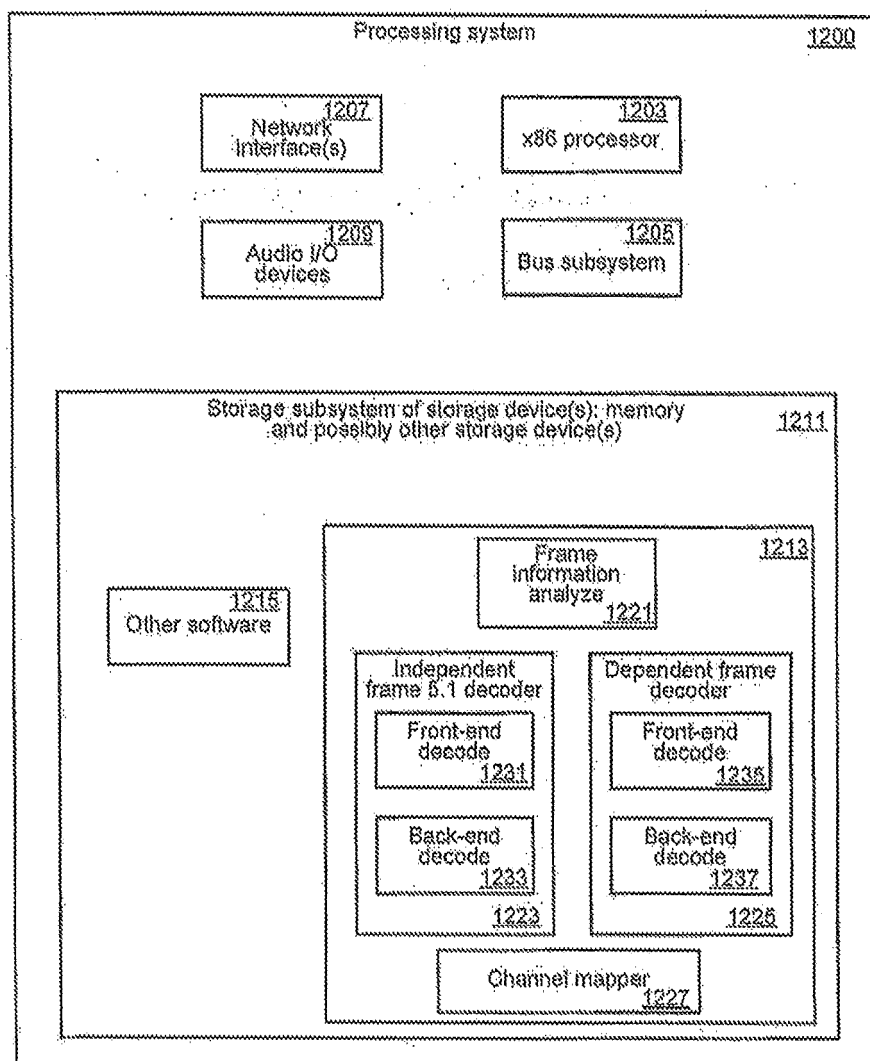 Processing system 1200
1207
Network
interface(s)
1203
x86 processor
1209
Audio I/O
devices
1205
Bus subsystem
Storage subsystem of storage device(s): memory
and possibly other storage device(s)
1211
1213
Frame
information
analyze
1221
1215
Other software
Independent
frame 5.1 decoder
Front-end
decode
1231
Back-end
decode
1233
1223
Dependent frame
decoder
Front-end
decode
1235
Back-end
decode
1237
1225
Channel mapper
1227